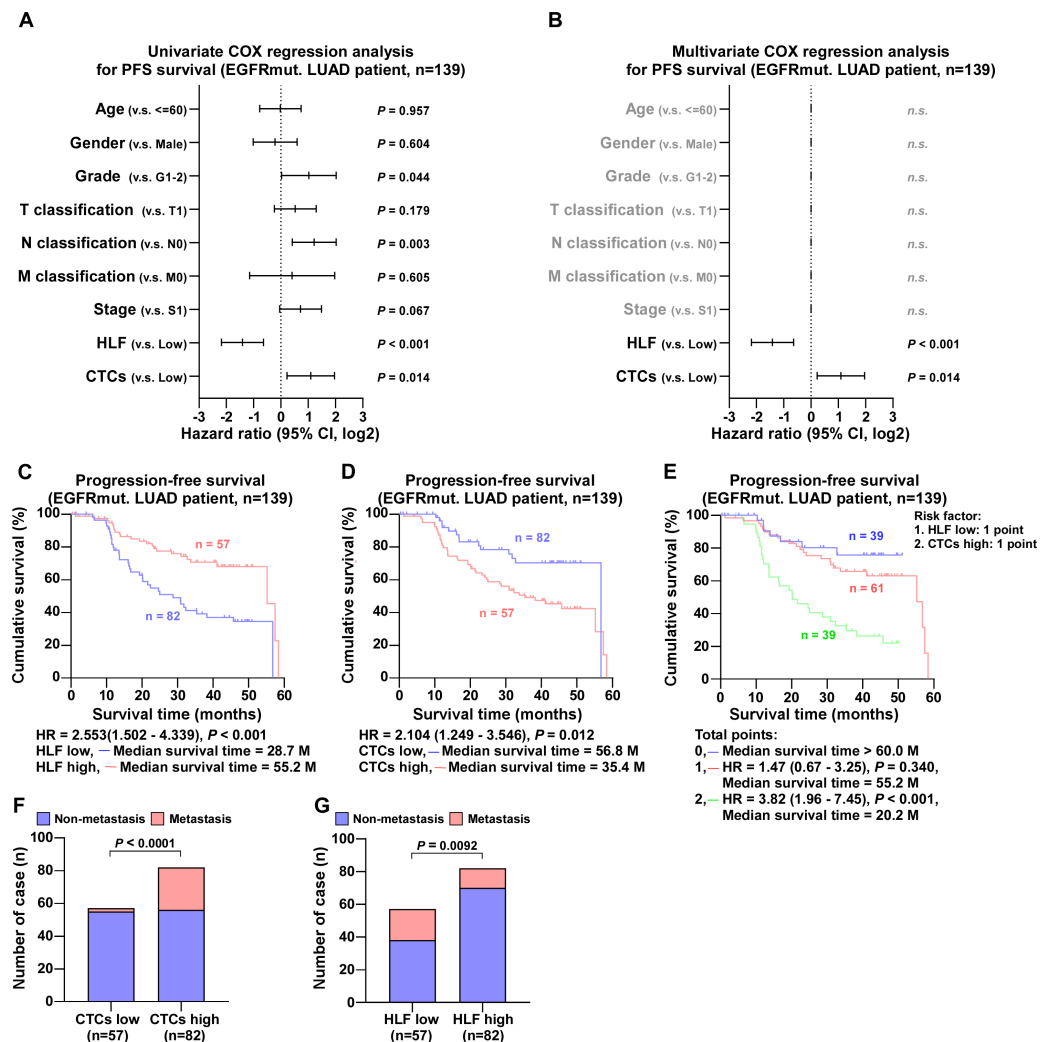 A
Univariate COX regression analysis
for PFS survival (EGFRmut. LUAD patient, n=139)
Age (v.s. <=60)
P = 0.957
Gender (v.s. Male)
P = 0.604
Grade (v.s. G1-2)
P = 0.044
T classification (v.s. T1)
P = 0.179
N classification (v.s. N0)
P = 0.003
M classification (v.s. M0)
P = 0.605
Stage (v.s. S1)
P = 0.067
HLF (v.s. Low)
P < 0.001
CTCs (v.s. Low)
P = 0.014
-3 -2 -1 0 1 2 3
Hazard ratio (95% CI, log2)
B
Multivariate COX regression analysis
for PFS survival (EGFRmut. LUAD patient, n=139)
Age (v.s. <=60)
n.s.
Gender (v.s. Male)
n.s.
Grade (v.s. G1-2)
n.s.
T classification (v.s. T1)
n.s.
N classification (v.s. N0)
n.s.
M classification (v.s. M0)
n.s.
Stage (v.s. S1)
n.s.
HLF (v.s. Low)
P < 0.001
CTCs (v.s. Low)
P = 0.014
-3 -2 -1 0 1 2 3
Hazard ratio (95% CI, log2)
C
Progression-free survival
(EGFRmut. LUAD patient, n=139)
Cumulative survival (%)
100
80
60
40
20
0
n = 57
n = 82
0 10 20 30 40 50 60
Survival time (months)
HR = 2.553(1.502 - 4.339), P < 0.001
HLF low, Median survival time = 28.7 M
HLF high, Median survival time = 55.2 M
D
Progression-free survival
(EGFRmut. LUAD patient, n=139)
Cumulative survival (%)
100
80
60
40
20
0
n = 82
n = 57
0 10 20 30 40 50 60
Survival time (months)
HR = 2.104 (1.249 - 3.546), P = 0.012
CTCs low, Median survival time = 56.8 M
CTCs high, Median survival time = 35.4 M
E
Progression-free survival
(EGFRmut. LUAD patient, n=139)
Cumulative survival (%)
100
80
60
40
20
0
Risk factor:
1. HLF low: 1 point
2. CTCs high: 1 point
n = 39
n = 61
n = 39
0 10 20 30 40 50 60
Survival time (months)
Total points:
0, Median survival time > 60.0 M
1, HR = 1.47 (0.67 - 3.25), P = 0.340,
Median survival time = 55.2 M
2, HR = 3.82 (1.96 - 7.45), P < 0.001,
Median survival time = 20.2 M
F
Non-metastasis Metastasis
Number of case (n)
100
80
60
40
20
0
P < 0.0001
CTCs low CTCs high
(n=57) (n=82)
G
Non-metastasis Metastasis
Number of case (n)
100
80
60
40
20
0
P = 0.0092
HLF low HLF high
(n=57) (n=82)